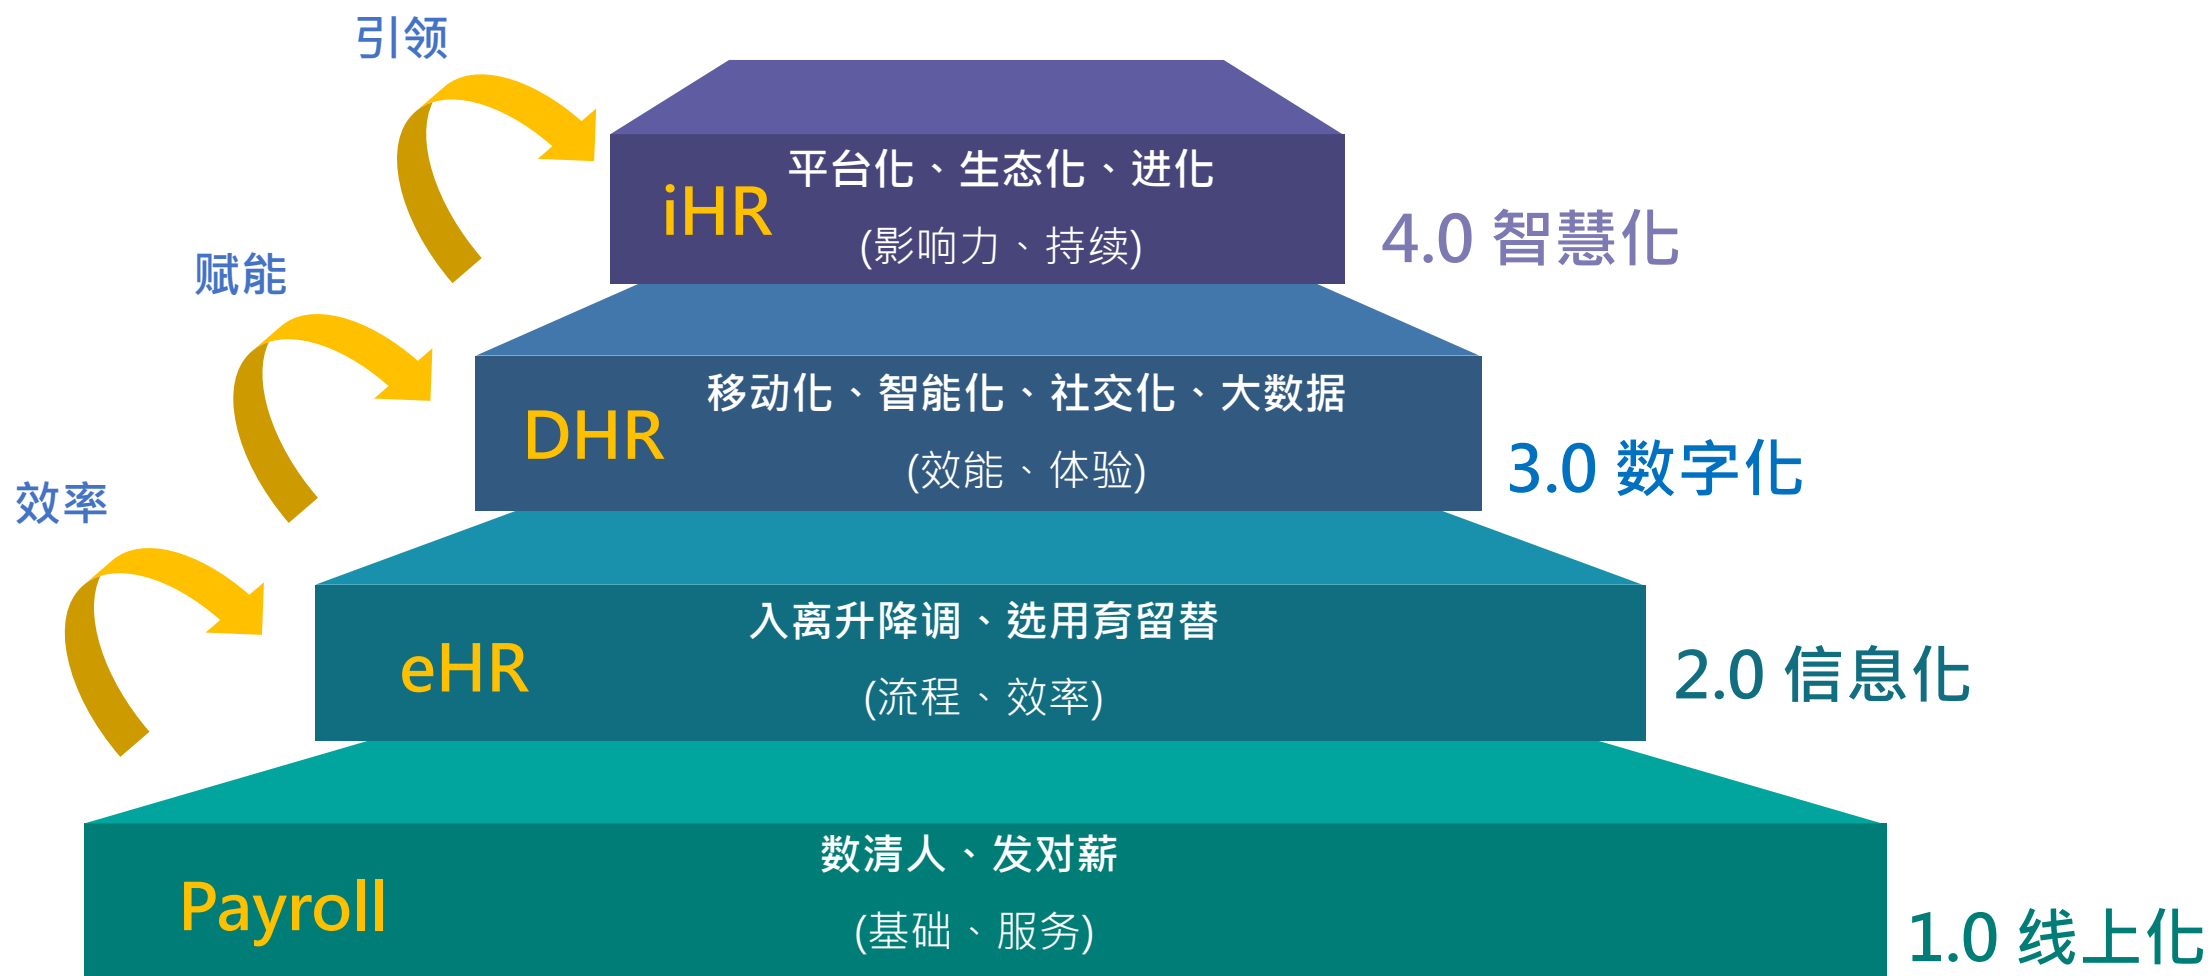 引领
平台化、生态化、进化
iHR
(影响力、持续)
4.0 智慧化
赋能
移动化、智能化、社交化、大数据
DHR
(效能、体验)
3.0 数字化
效率
入离升降调、选用育留替
eHR
(流程、效率)
2.0 信息化
数清人、发对薪
Payroll
(基础、服务)
1.0 线上化